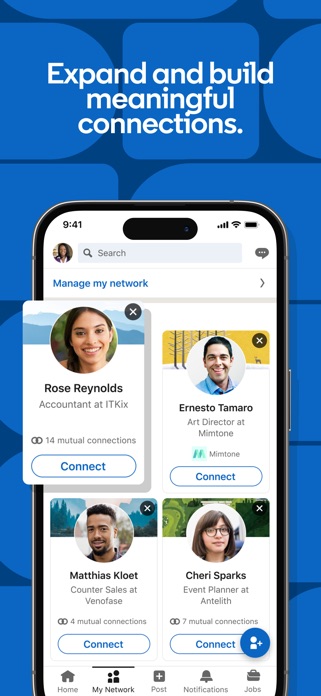 Expand and build
meaningful
connections.
9:41
Search
Manage my network
Rose Reynolds
Accountant at ITKix
14 mutual connections
Connect
Ernesto Tamaro
Art Director at
Mimtone
Mimtone
Connect
Matthias Kloet
Counter Sales at
Venofase
4 mutual connections
Connect
Cheri Sparks
Event Planner at
Antelith
7 mutual connections
Connect
Home
My Network
Post
Notifications
Jobs